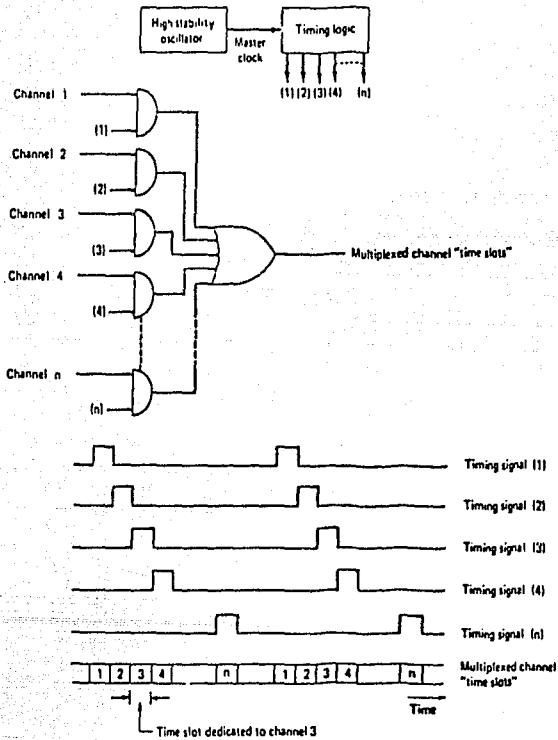 High stability
oscillator
Master
clock
Timing logic
(1) (2) (3) (4) (n)
Channel 1
(1)
Channel 2
(2)
Channel 3
(3)
Channel 4
(4)
Channel n
(n)
Multiplexed channel "time slots"
Timing signal (1)
Timing signal (2)
Timing signal (3)
Timing signal (4)
Timing signal (n)
1 2 3 4 n 1 2 3 4 n
Multiplexed channel
"time slots"
Time
Time slot dedicated to channel 3